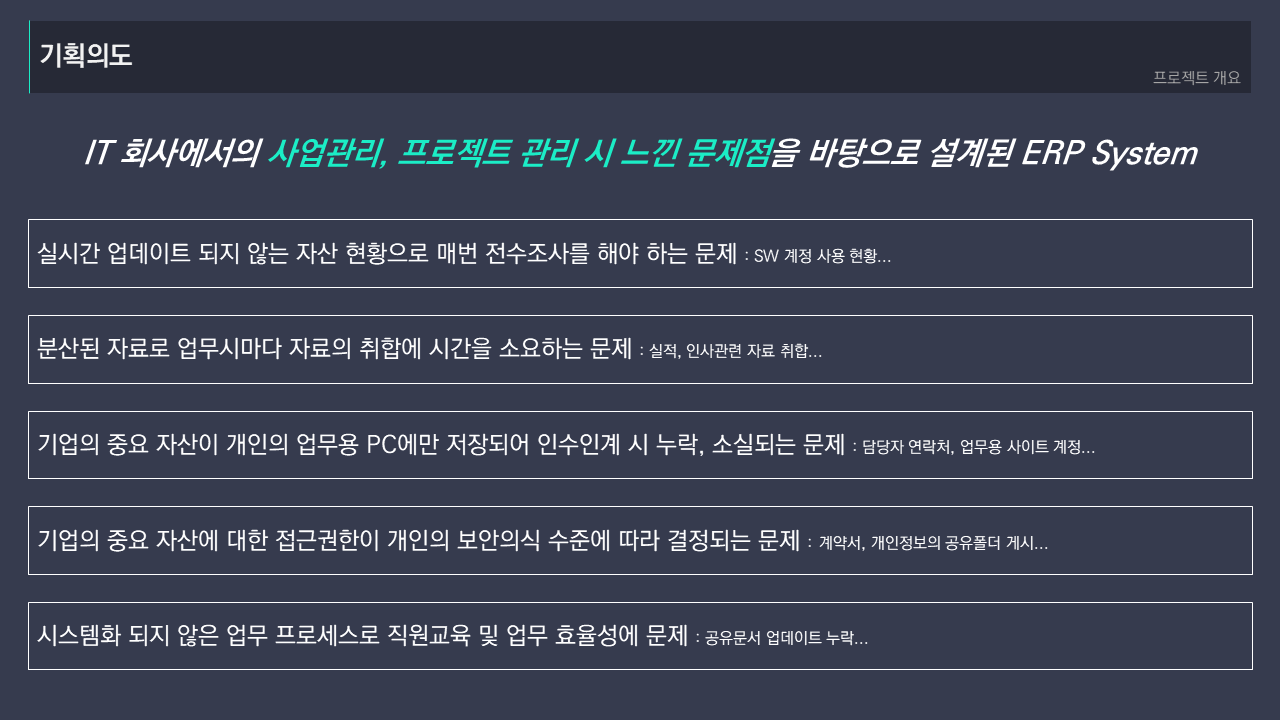 기획의도
프로젝트 개요
IT 회사에서의 사업관리, 프로젝트 관리 시 느낀 문제점을 바탕으로 설계된 ERP System
실시간 업데이트 되지 않는 자산 현황으로 매번 전수조사를 해야 하는 문제 : SW 계정 사용 현황...
분산된 자료로 업무시마다 자료의 취합에 시간을 소요하는 문제 : 실적, 인사관련 자료 취합...
기업의 중요 자산이 개인의 업무용 PC에만 저장되어 인수인계 시 누락, 소실되는 문제 : 담당자 연락처, 업무용 사이트 계정...
기업의 중요 자산에 대한 접근권한이 개인의 보안의식 수준에 따라 결정되는 문제 : 계약서, 개인정보의 공유폴더 게시...
시스템화 되지 않은 업무 프로세스로 직원교육 및 업무 효율성에 문제 : 공유문서 업데이트 누락...